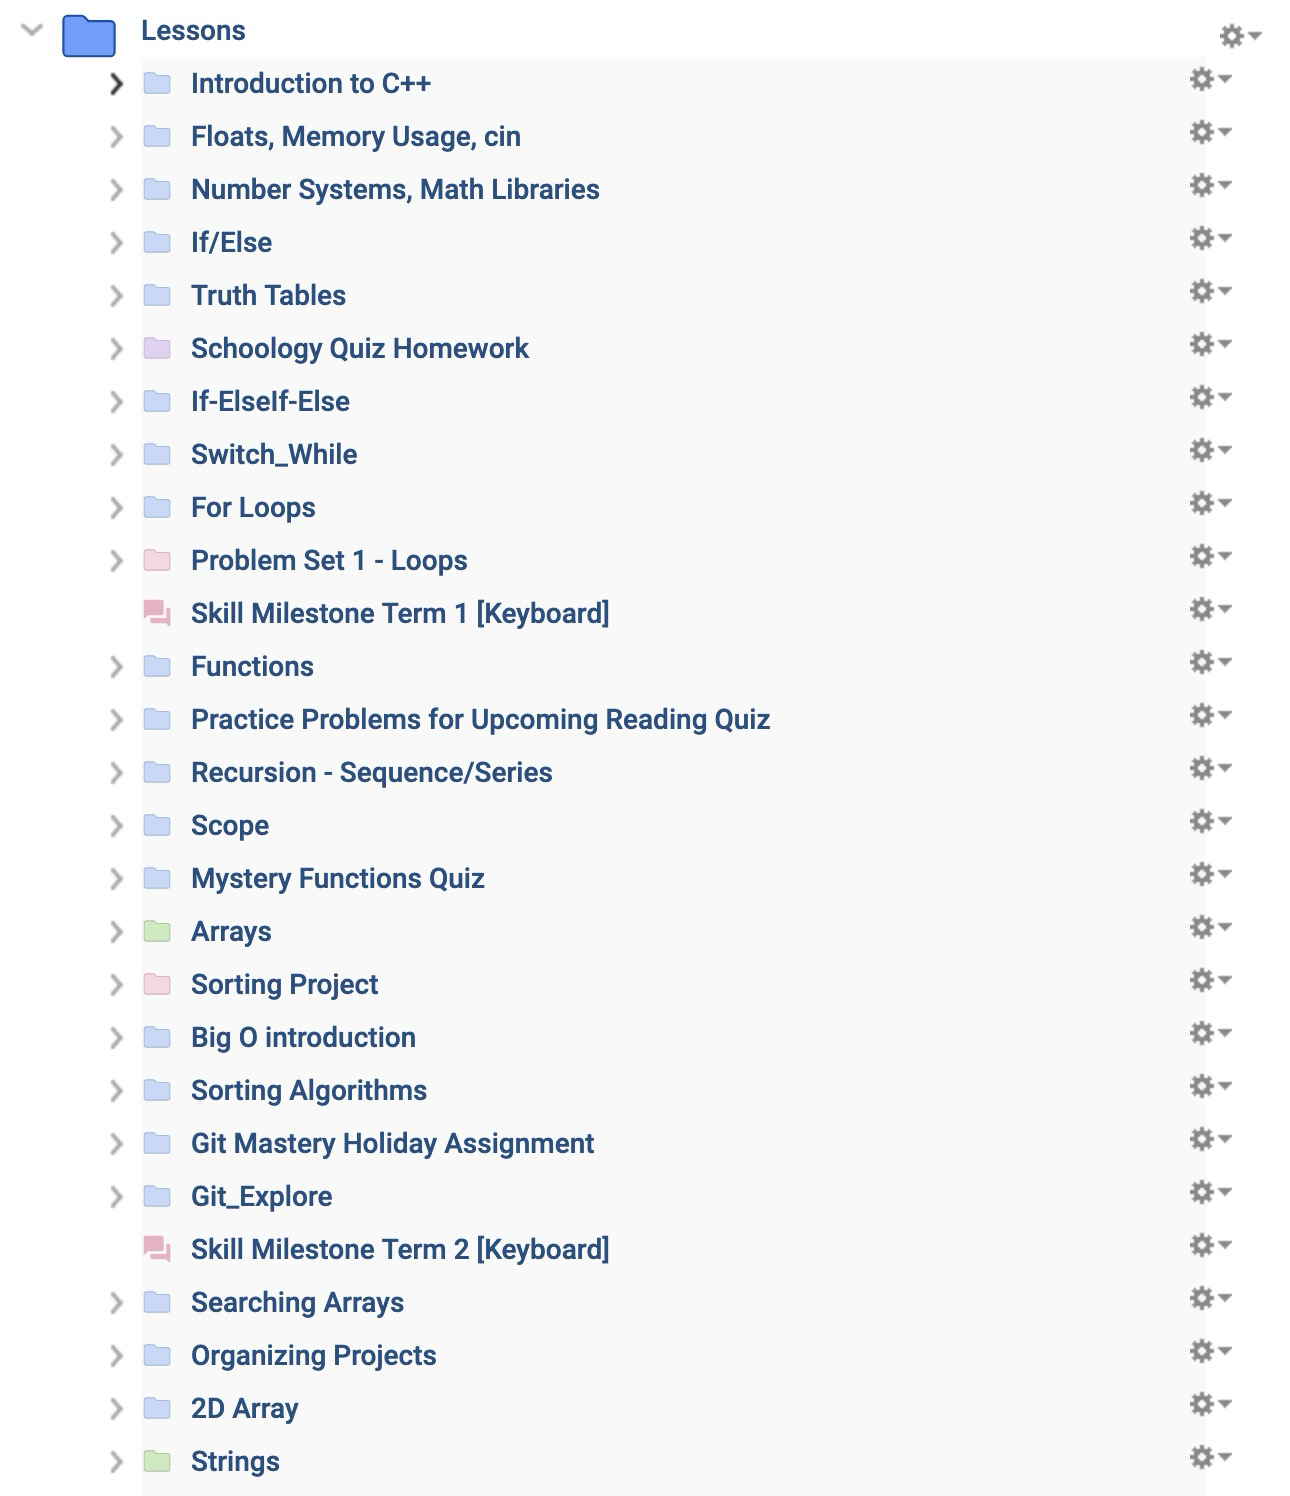 Lessons
Introduction to C++
Floats, Memory Usage, cin
Number Systems, Math Libraries
If/Else
Truth Tables
Schoology Quiz Homework
If-ElseIf-Else
Switch_While
For Loops
Problem Set 1 - Loops
Skill Milestone Term 1 [Keyboard]
Functions
Practice Problems for Upcoming Reading Quiz
Recursion - Sequence/Series
Scope
Mystery Functions Quiz
Arrays
Sorting Project
Big O introduction
Sorting Algorithms
Git Mastery Holiday Assignment
Git_Explore
Skill Milestone Term 2 [Keyboard]
Searching Arrays
Organizing Projects
2D Array
Strings